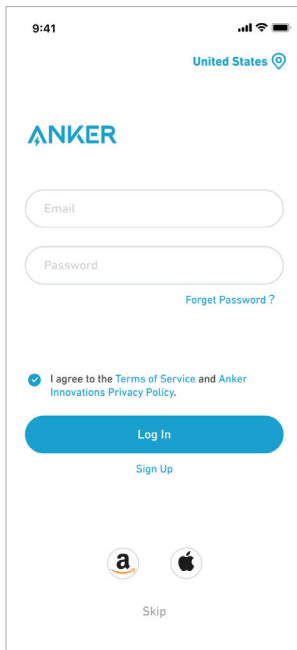 9:41
United States
ANKER
Email
Password
Forget Password ?
I agree to the Terms of Service and Anker
Innovations Privacy Policy.
Log In
Sign Up
a
Skip